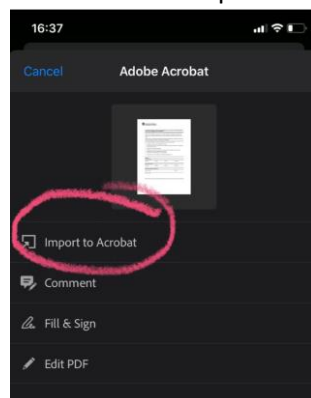 16:37
Cancel Adobe Acrobat
Import to Acrobat
Comment
Fill & Sign
Edit PDF